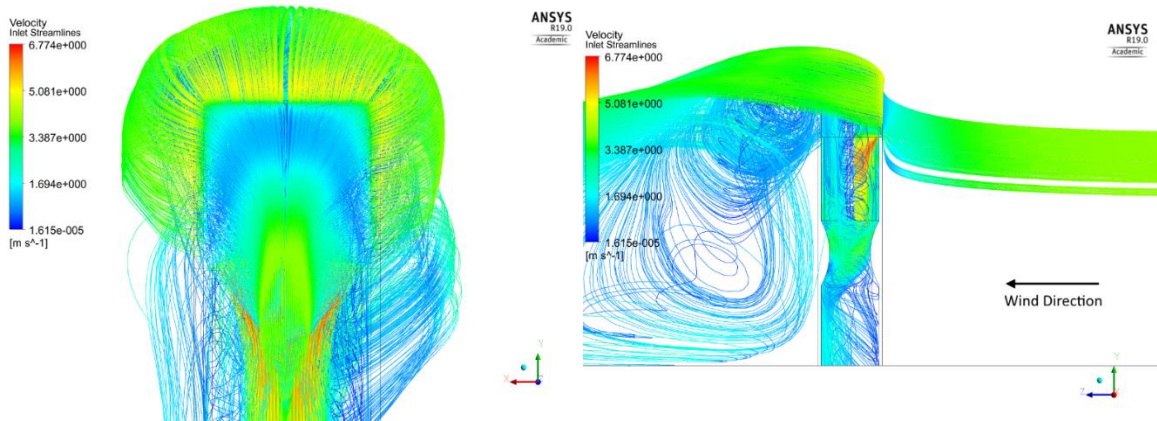 Velocity
Inlet Streamlines
6.774e+000
5.081e+000
3.387e+000
1.694e+000
1.615e-005
[m s^-1]
ANSYS
R19.0
Academic
X
Y
Z
Velocity
Inlet Streamlines
6.774e+000
5.081e+000
3.387e+000
1.694e+000
1.615e-005
[m s^-1]
ANSYS
R19.0
Academic
Wind Direction
Y
Z